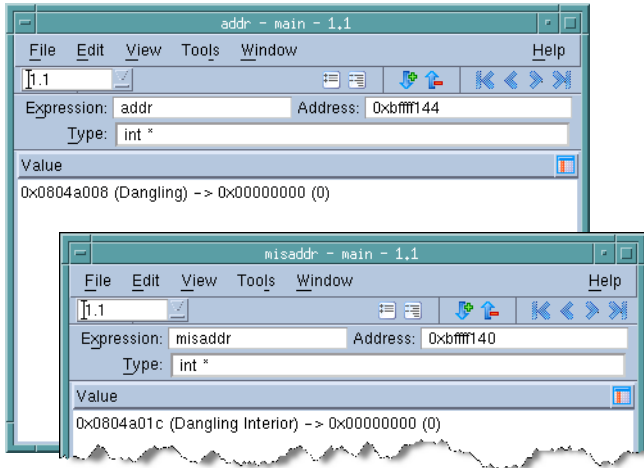 addr - main - 1.1
File Edit View Tools Window Help
1.1
Expression: addr Address: 0xbffff144
Type: int *
Value
0x0804a008 (Dangling) -> 0x00000000 (0)
misaddr - main - 1.1
File Edit View Tools Window Help
1.1
Expression: misaddr Address: 0xbffff140
Type: int *
Value
0x0804a01c (Dangling Interior) -> 0x00000000 (0)